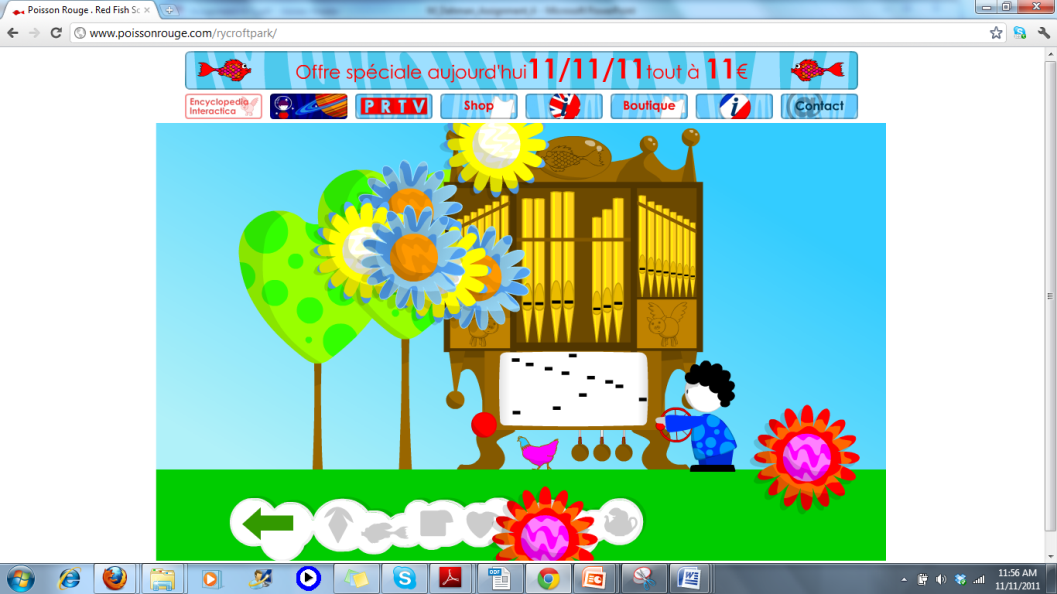 Poisson Rouge . Red Fish S
www.poissonrouge.com/rycroftpark/
Offre spéciale aujourd'hui 11/11/11 tout à 11€
Encyclopedia
Interactica
PRTV
Shop
i
Boutique
i
@
Contact
11:56 AM
11/11/2011